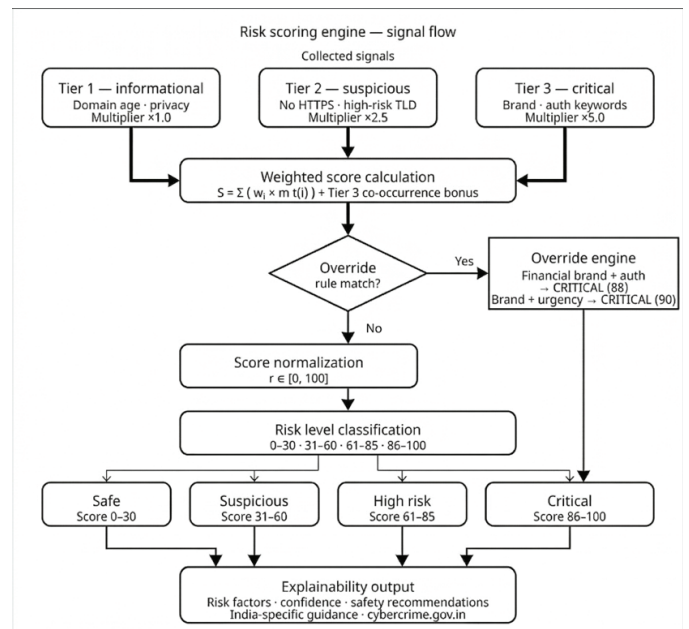 Risk scoring engine — signal flow
Collected signals
Tier 1 — informational
Domain age · privacy
Multiplier ×1.0
Tier 2 — suspicious
No HTTPS · high-risk TLD
Multiplier ×2.5
Tier 3 — critical
Brand · auth keywords
Multiplier ×5.0
Weighted score calculation
S = Σ ( wᵢ × m t(i) ) + Tier 3 co-occurrence bonus
Override
rule match?
Yes
Override engine
Financial brand + auth
→ CRITICAL (88)
Brand + urgency → CRITICAL (90)
No
Score normalization
r ∈ [0, 100]
Risk level classification
0–30 · 31–60 · 61–85 · 86–100
Safe
Score 0–30
Suspicious
Score 31–60
High risk
Score 61–85
Critical
Score 86–100
Explainability output
Risk factors · confidence · safety recommendations
India-specific guidance · cybercrime.gov.in